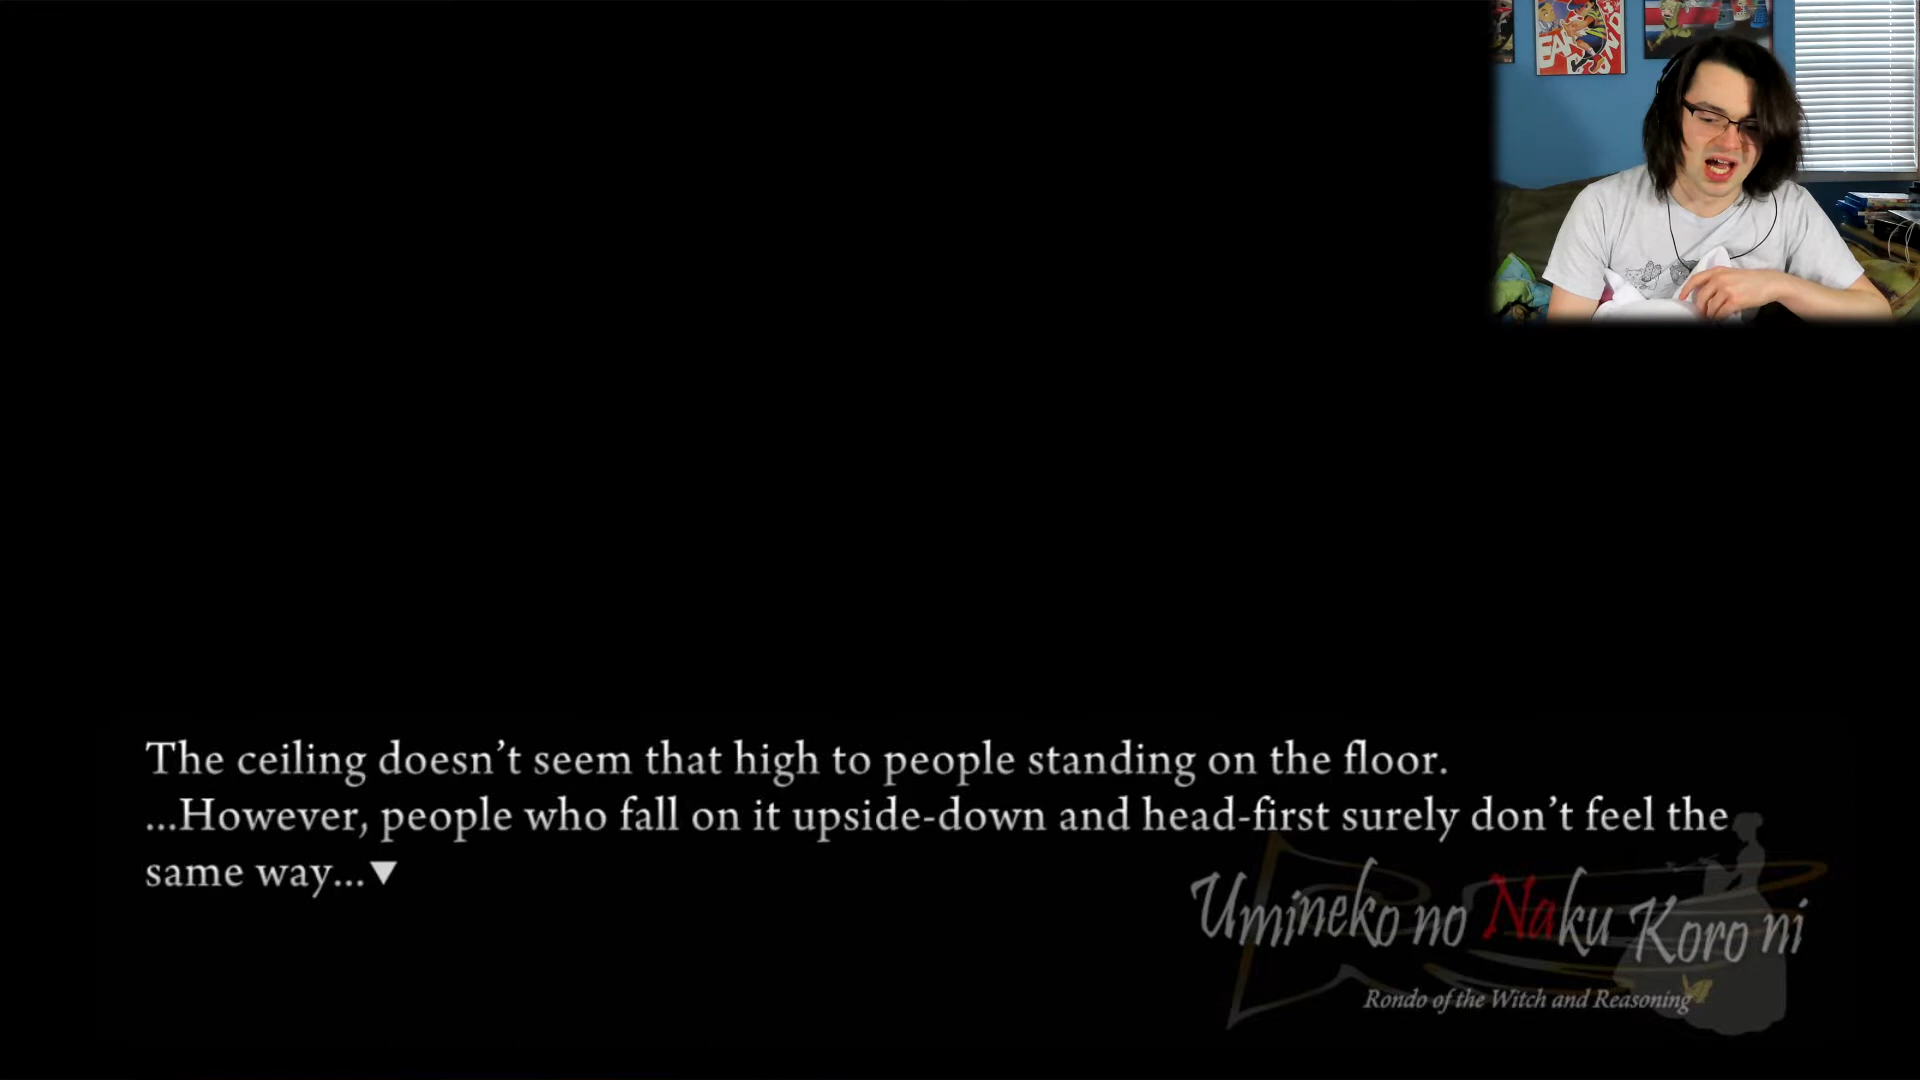 The ceiling doesn’t seem that high to people standing on the floor.
...However, people who fall on it upside-down and head-first surely don’t feel the
same way...
Umineko no Naku Koro ni
Rondo of the Witch and Reasoning